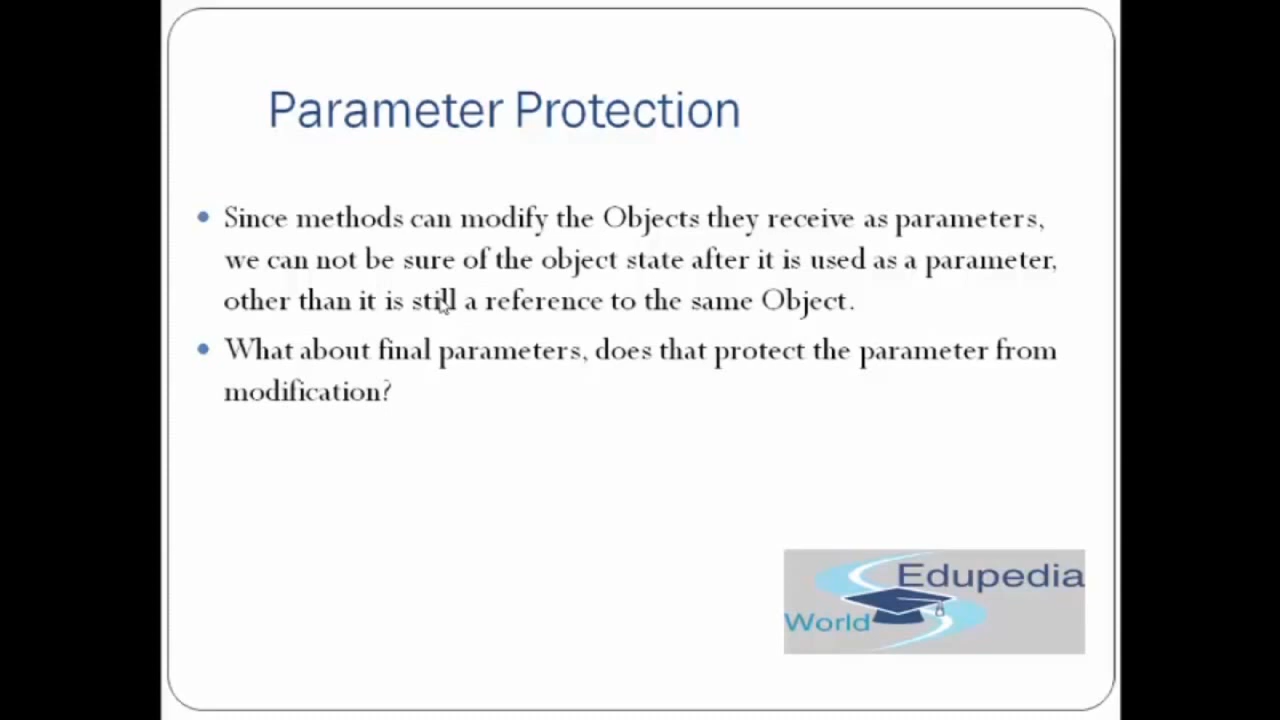 Parameter Protection
Since methods can modify the Objects they receive as parameters,
we can not be sure of the object state after it is used as a parameter,
other than it is still a reference to the same Object.
What about final parameters, does that protect the parameter from
modification?
Edupedia
World